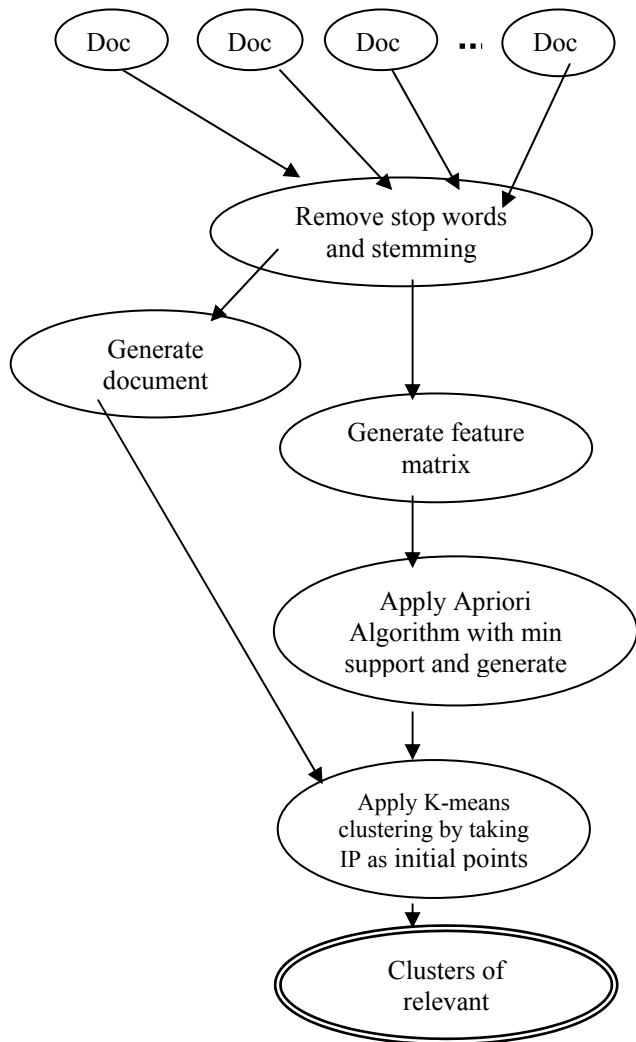 Doc Doc Doc ... Doc
Remove stop words
and stemming
Generate
document
Generate feature
matrix
Apply Apriori
Algorithm with min
support and generate
Apply K-means
clustering by taking
IP as initial points
Clusters of
relevant